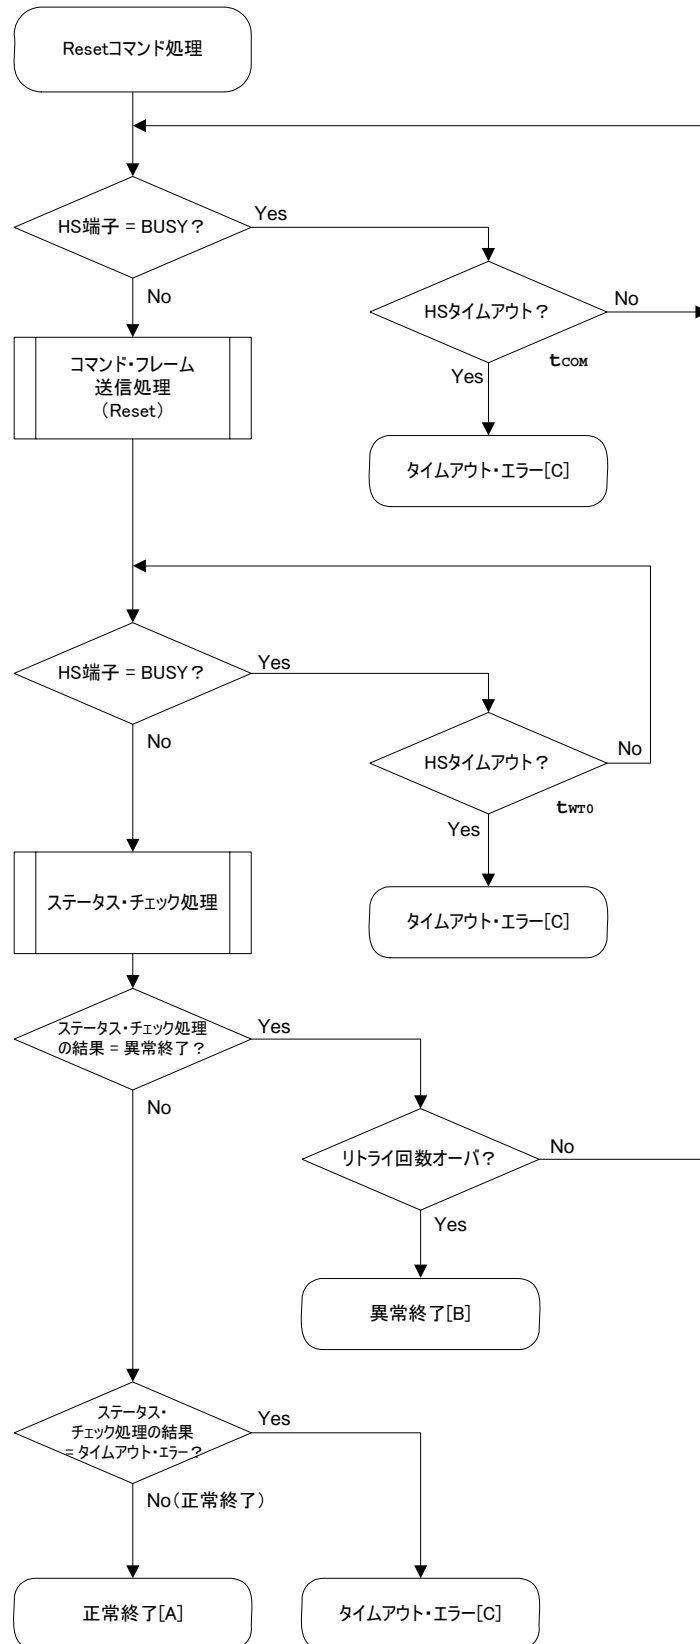 Resetコマンド処理
HS端子 = BUSY？
Yes
No
HSタイムアウト？
No
tCOM
Yes
コマンド・フレーム
送信処理
（Reset）
タイムアウト・エラー[C]
HS端子 = BUSY？
Yes
No
HSタイムアウト？
No
tWT0
Yes
ステータス・チェック処理
タイムアウト・エラー[C]
ステータス・チェック処理
の結果 = 異常終了？
Yes
No
リトライ回数オーバ？
No
Yes
異常終了[B]
ステータス・
チェック処理の結果
= タイムアウト・エラー？
Yes
No（正常終了）
正常終了[A]
タイムアウト・エラー[C]